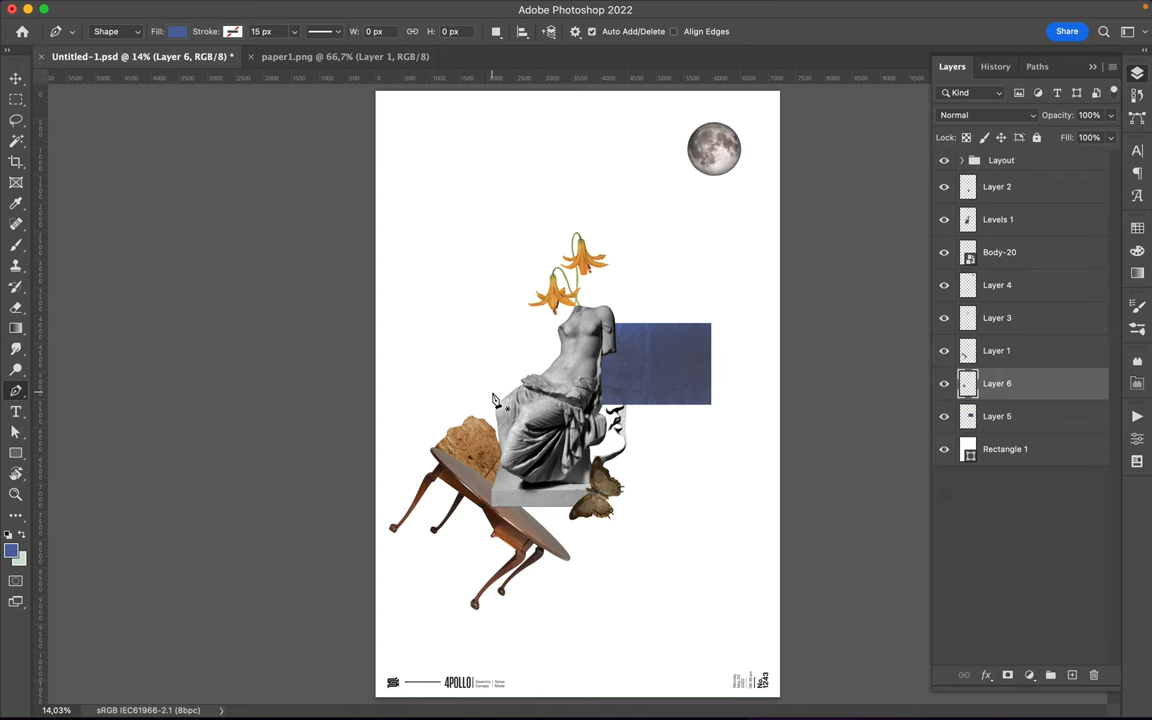 Adobe Photoshop 2022
Shape Fill: Stroke: 15 px W: 0 px H: 0 px Auto Add/Delete Align Edges Share
Untitled-1.psd @ 14% (Layer 6, RGB/8) * paper1.png @ 66,7% (Layer 1, RGB/8)
Layers History Paths
Kind
Normal Opacity: 100%
Lock: Fill: 100%
Layout
Layer 2
Levels 1
Body-20
Layer 4
Layer 3
Layer 1
Layer 6
Layer 5
Rectangle 1
4POLLO
No. 1243
14,03% sRGB IEC61966-2.1 (8bpc)